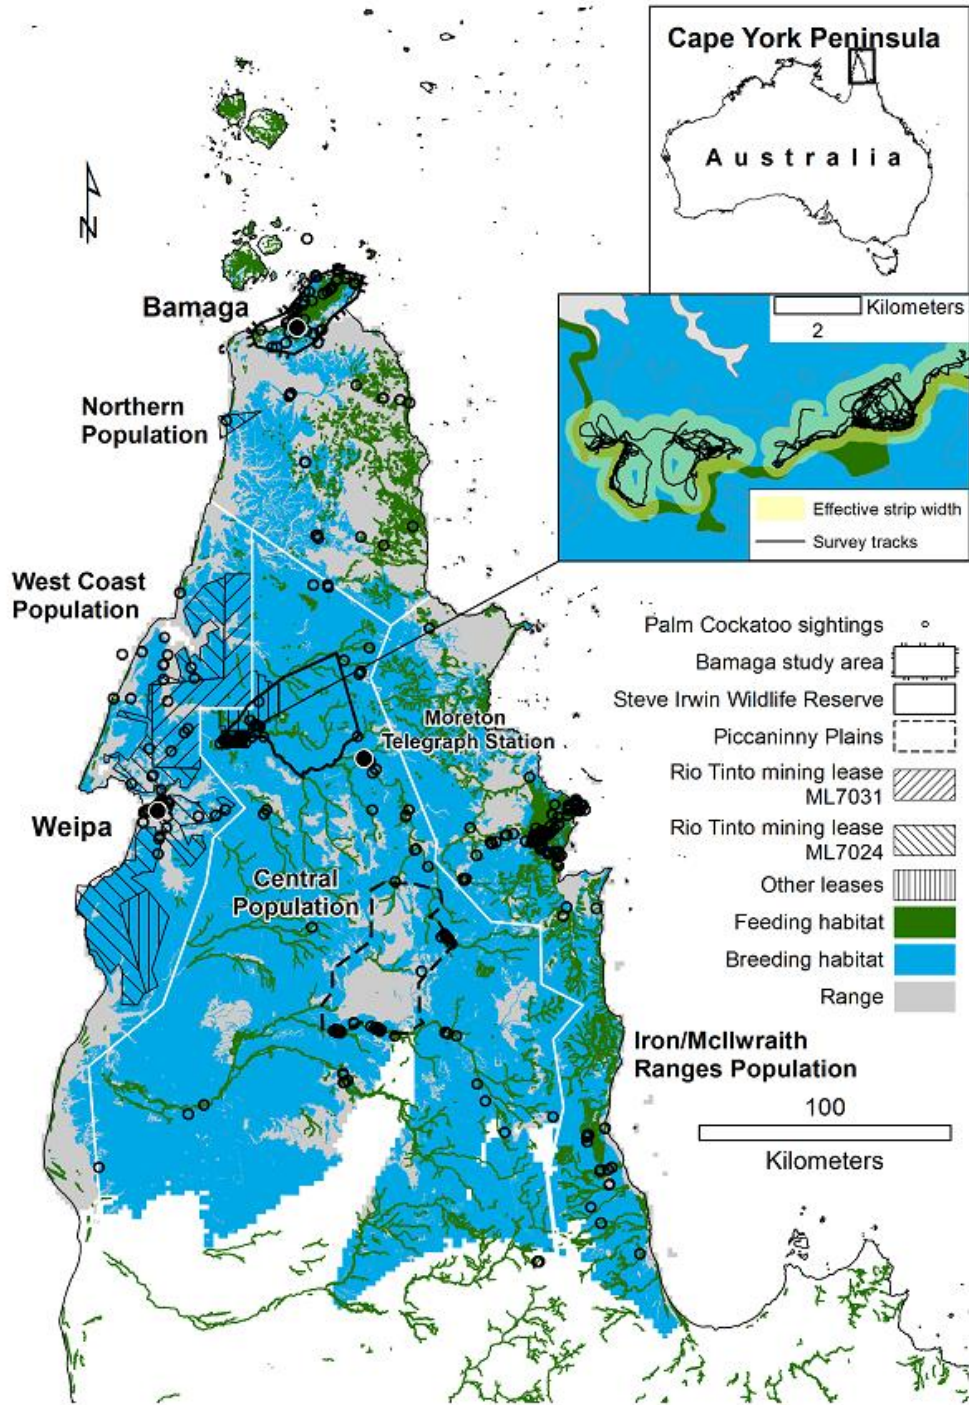 Cape York Peninsula
Australia
N
Bamaga
Kilometers
2
Northern
Population
Effective strip width
Survey tracks
West Coast
Population
Palm Cockatoo sightings
Bamaga study area
Steve Irwin Wildlife Reserve
Moreton
Telegraph Station
Piccaninny Plains
Rio Tinto mining lease
ML7031
Weipa
Rio Tinto mining lease
ML7024
Central
Population
Other leases
Feeding habitat
Breeding habitat
Range
Iron/McIlwraith
Ranges Population
100
Kilometers